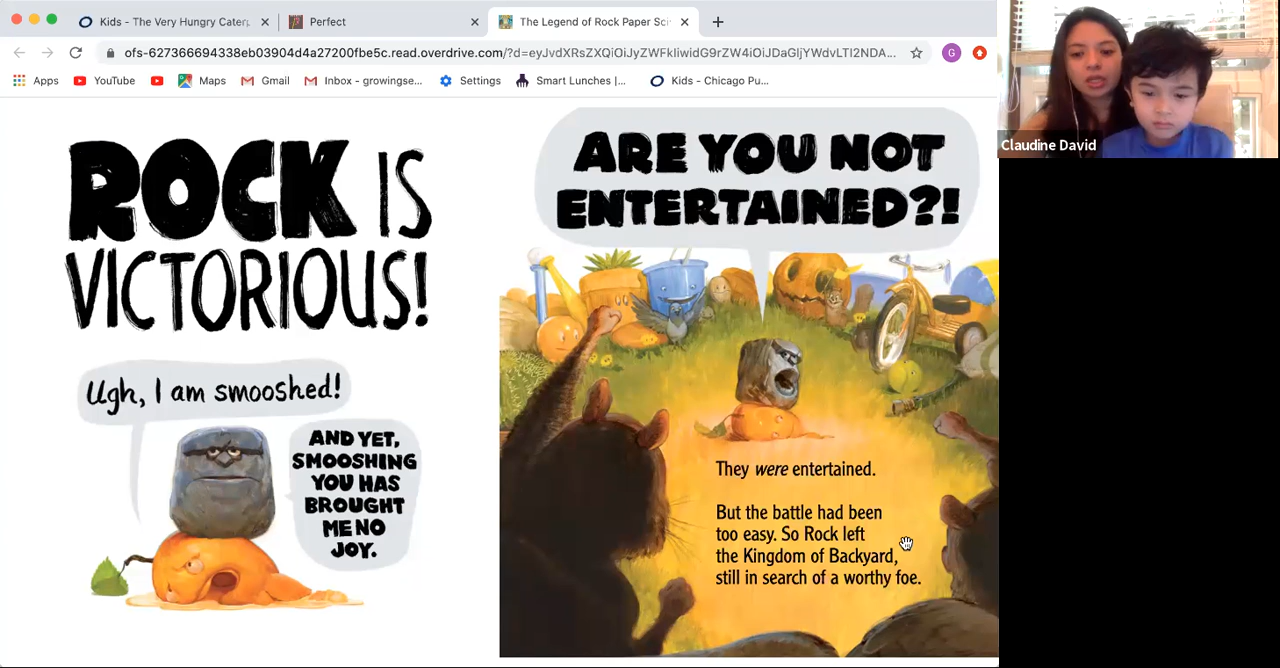 Kids - The Very Hungry Caterp
Perfect
The Legend of Rock Paper Sci
ofs-627366694338eb03904d4a27200fbe5c.read.overdrive.com/?d=eyJvdXRsZXQiOiJyZWFkIiwidG9rZW4iOiJDaGljYWdvLTI2NDA...
G
Apps
YouTube
Maps
Gmail
Inbox - growingse...
Settings
Smart Lunches |...
Kids - Chicago Pu...
Claudine David
ROCK IS
VICTORIOUS!
Ugh, I am smooshed!
AND YET,
SMOOSHING
YOU HAS
BROUGHT
ME NO
JOY.
ARE YOU NOT
ENTERTAINED?!
They were entertained.
But the battle had been
too easy. So Rock left
the Kingdom of Backyard,
still in search of a worthy foe.